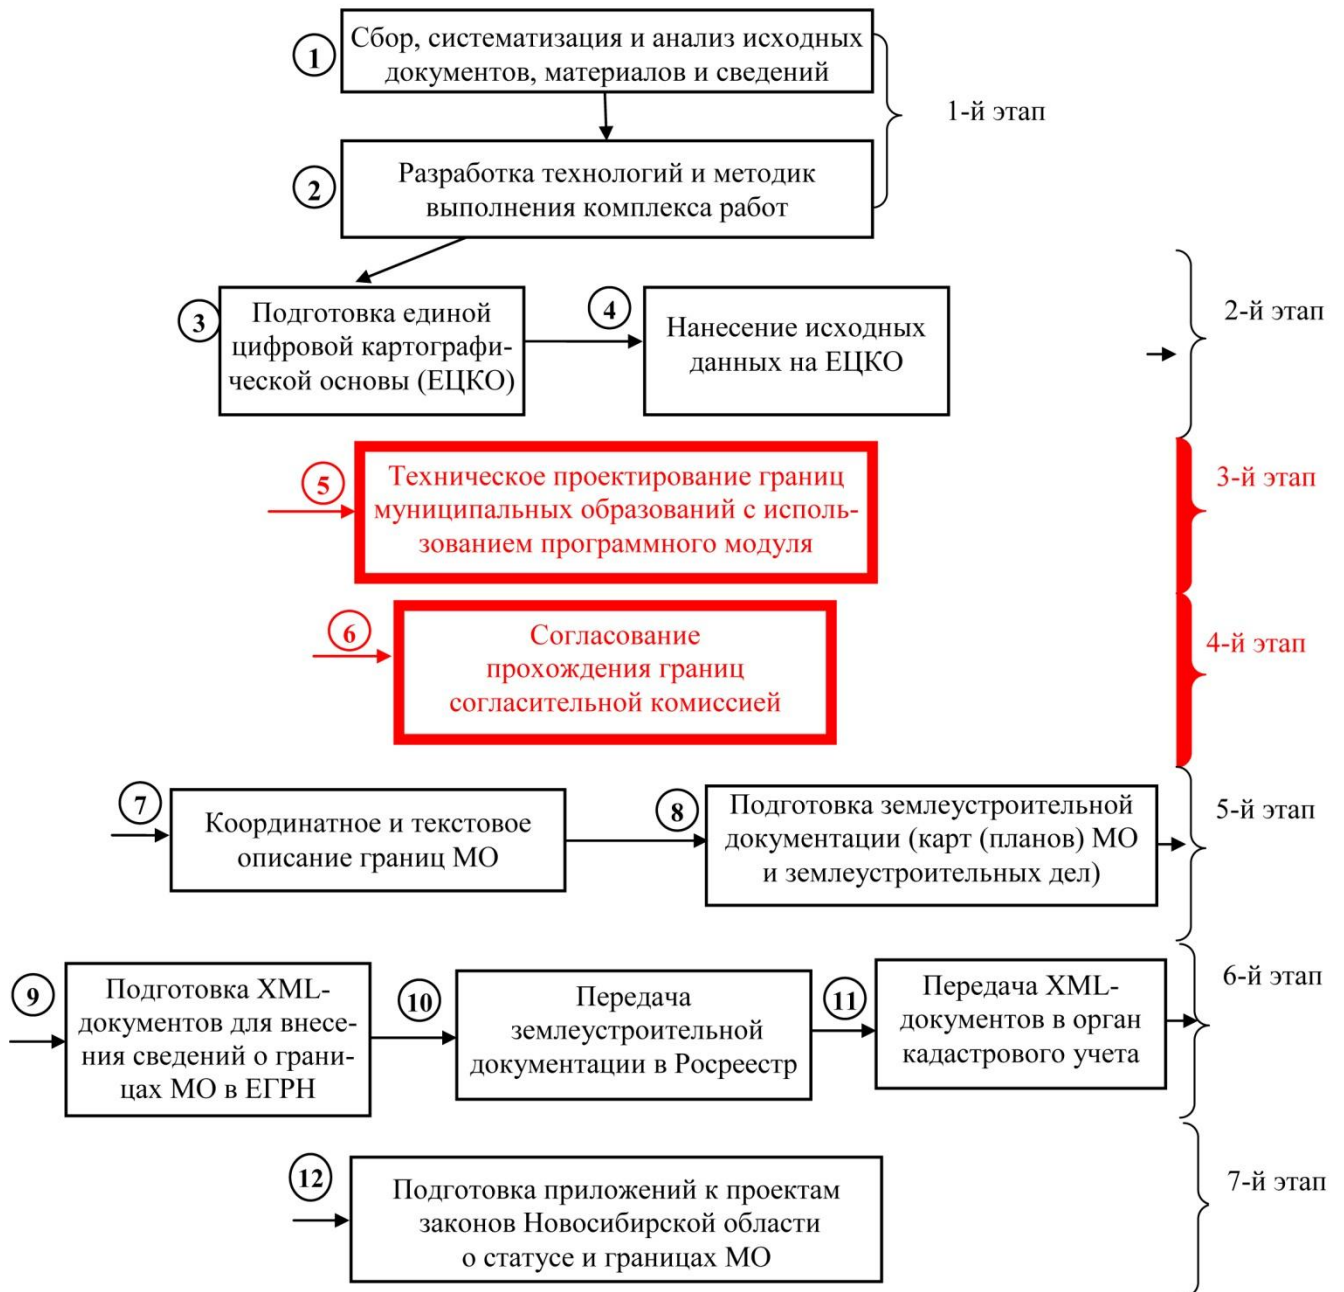 1
Сбор, систематизация и анализ исходных
документов, материалов и сведений
1-й этап
2
Разработка технологий и методик
выполнения комплекса работ
3
Подготовка единой
цифровой картографи-
ческой основы (ЕЦКО)
4
Нанесение исходных
данных на ЕЦКО
2-й этап
5
Техническое проектирование границ
муниципальных образований с исполь-
зованием программного модуля
3-й этап
6
Согласование
прохождения границ
согласительной комиссией
4-й этап
7
Координатное и текстовое
описание границ МО
8
Подготовка землеустроительной
документации (карт (планов) МО
и землеустроительных дел)
5-й этап
9
Подготовка XML-
документов для внесе-
ния сведений о грани-
цах МО в ЕГРН
10
Передача
землеустроительной
документации в Росреестр
11
Передача XML-
документов в орган
кадастрового учета
6-й этап
12
Подготовка приложений к проектам
законов Новосибирской области
о статусе и границах МО
7-й этап